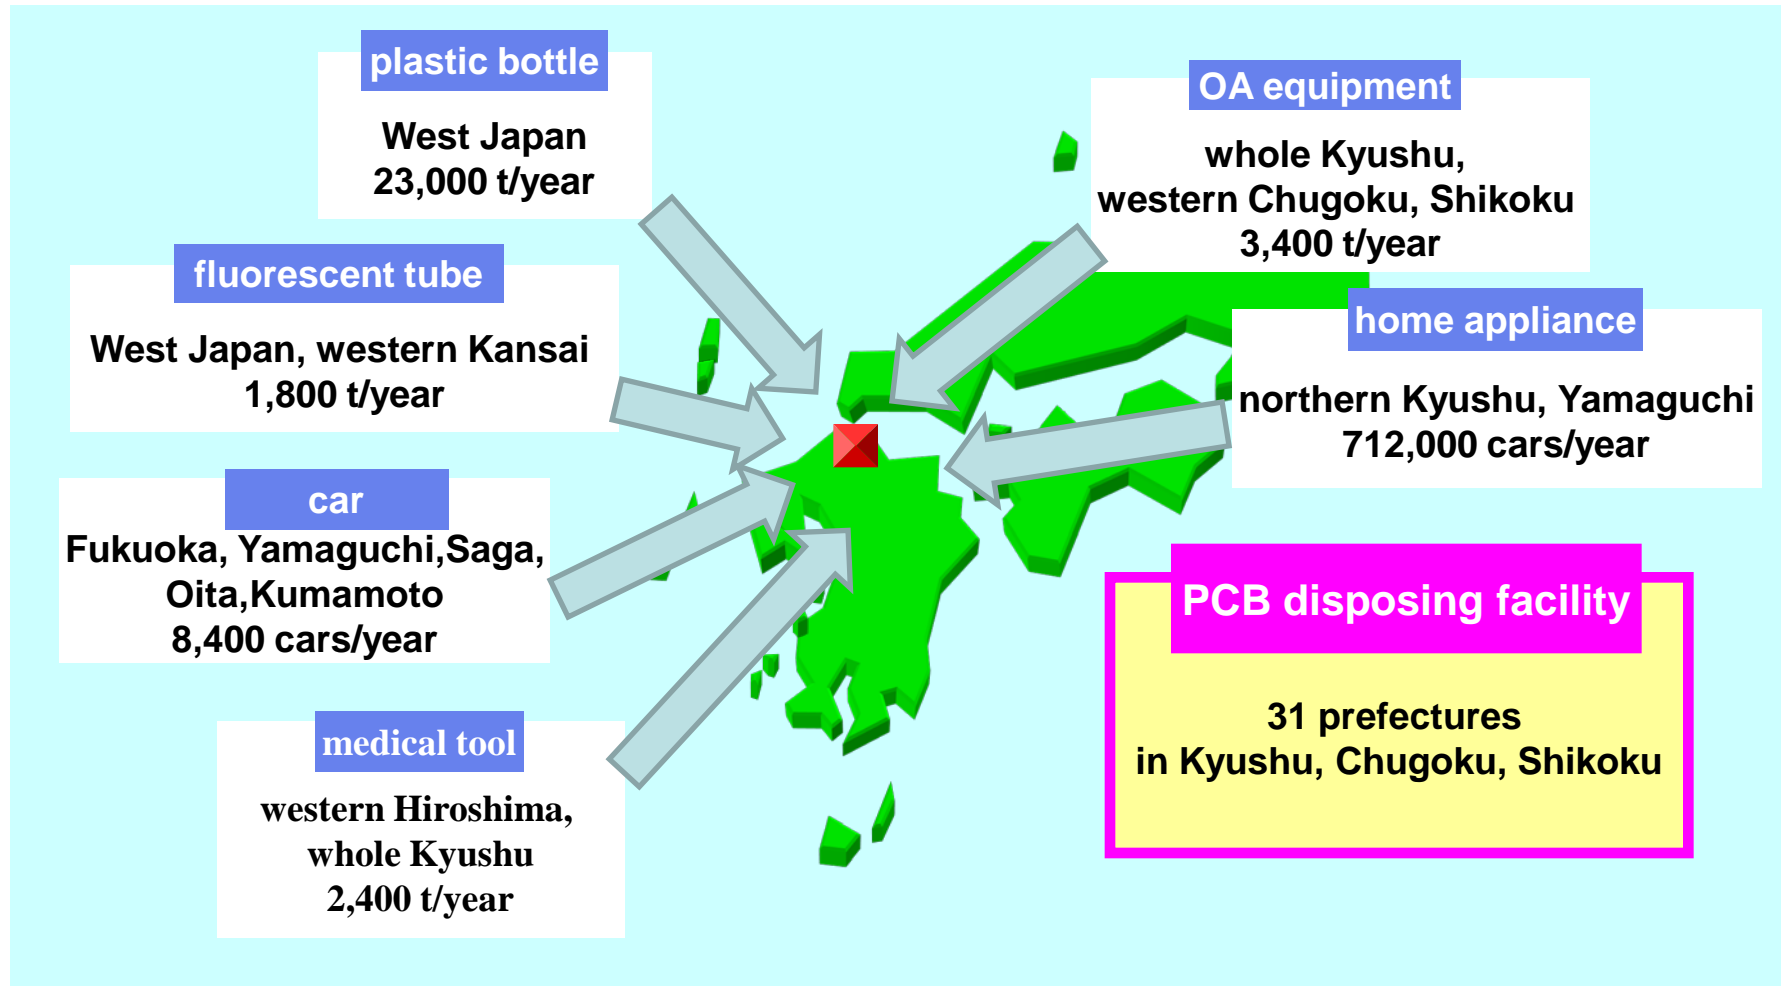 plastic bottle
West Japan
23,000 t/year
fluorescent tube
West Japan, western Kansai
1,800 t/year
car
Fukuoka, Yamaguchi,Saga,
Oita,Kumamoto
8,400 cars/year
medical tool
western Hiroshima,
whole Kyushu
2,400 t/year
OA equipment
whole Kyushu,
western Chugoku, Shikoku
3,400 t/year
home appliance
northern Kyushu, Yamaguchi
712,000 cars/year
PCB disposing facility
31 prefectures
in Kyushu, Chugoku, Shikoku